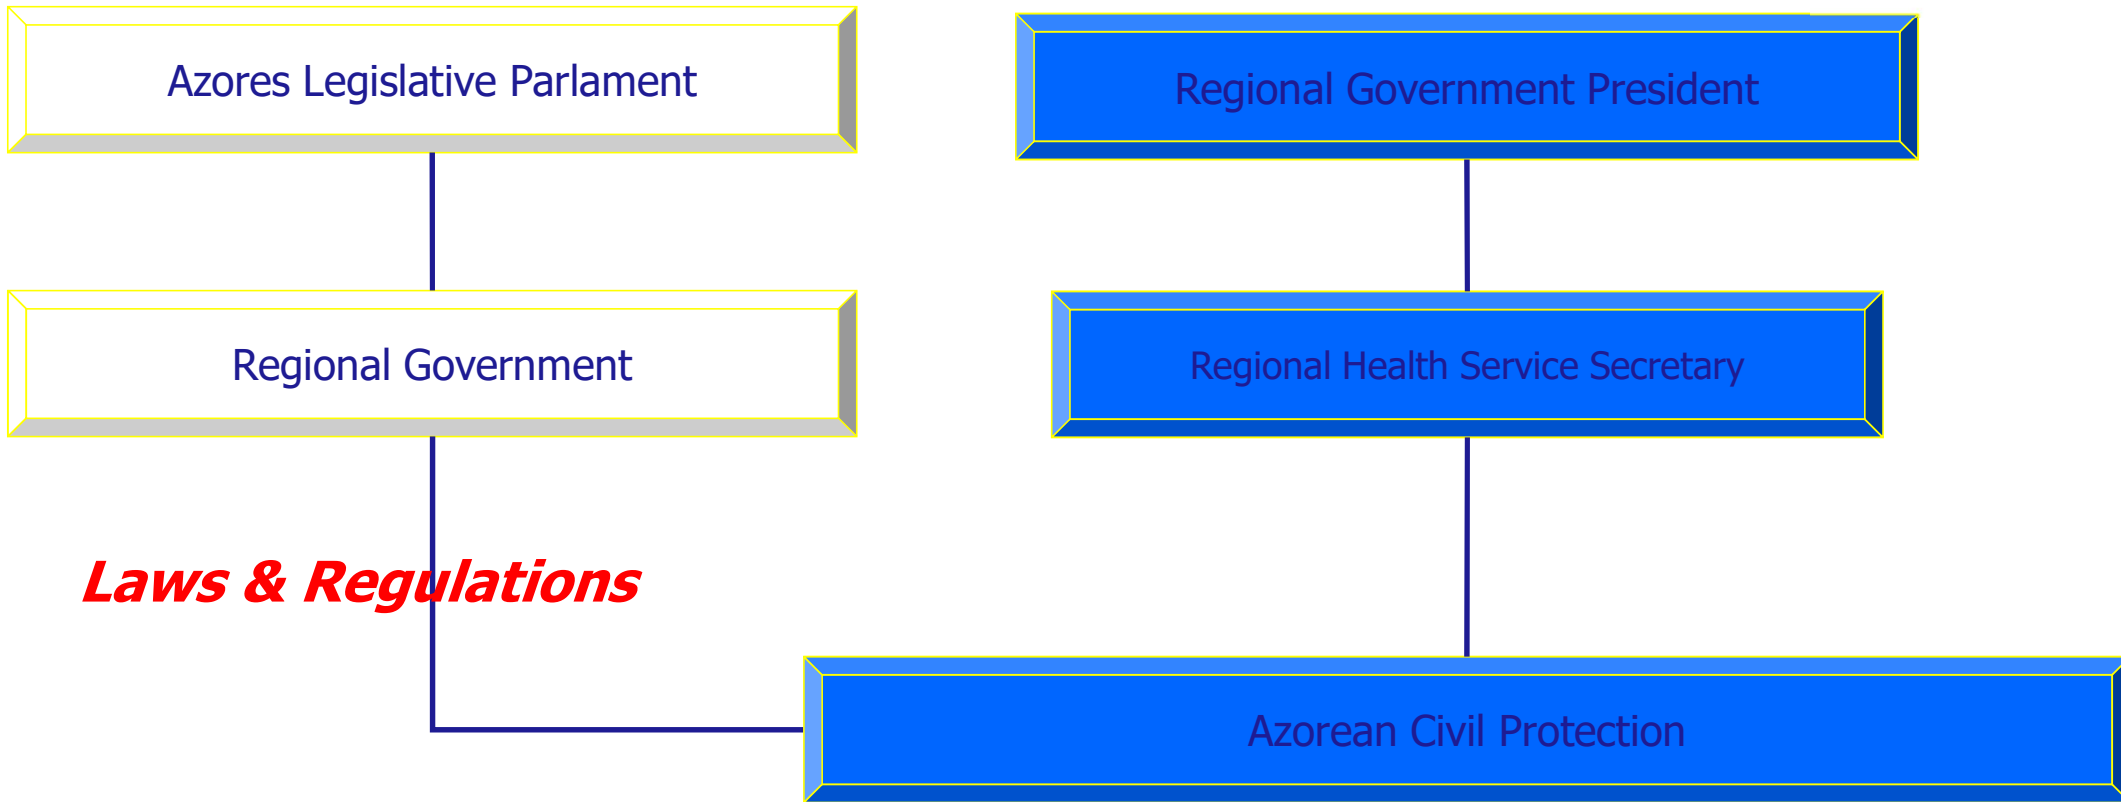 Azores Legislative Parlament
Regional Government President
Regional Government
Regional Health Service Secretary
Laws & Regulations
Azorean Civil Protection